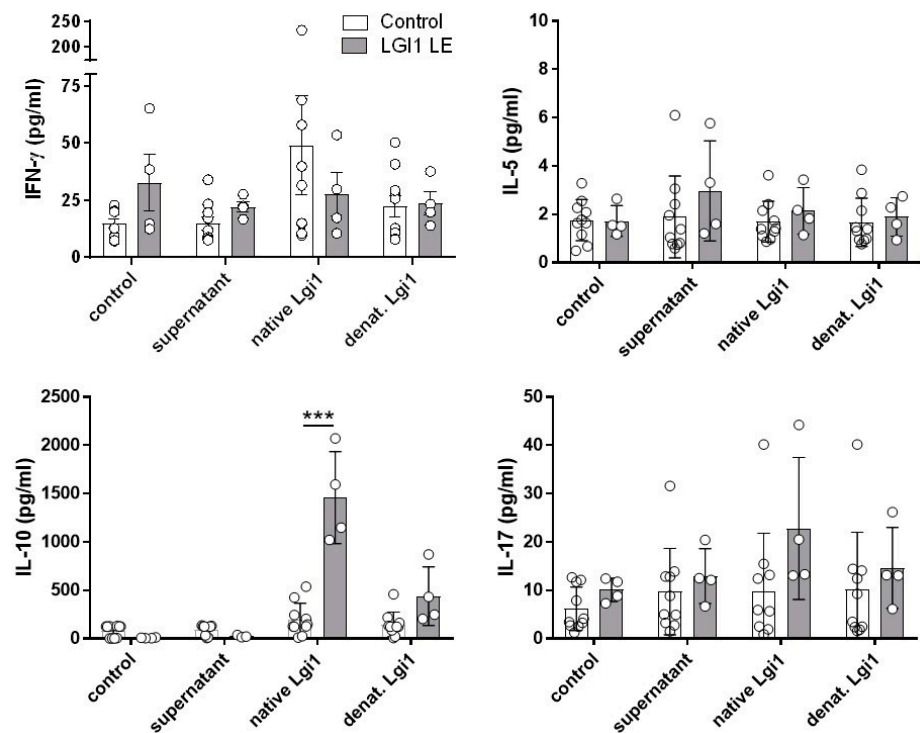 250
200
75
50
25
0
IFN-γ (pg/ml)
Control
LGI1 LE
control
supernatant
native Lgi1
denat. Lgi1
10
8
6
4
2
0
IL-5 (pg/ml)
control
supernatant
native Lgi1
denat. Lgi1
2500
2000
1500
1000
500
0
IL-10 (pg/ml)
***
control
supernatant
native Lgi1
denat. Lgi1
50
40
30
20
10
0
IL-17 (pg/ml)
control
supernatant
native Lgi1
denat. Lgi1